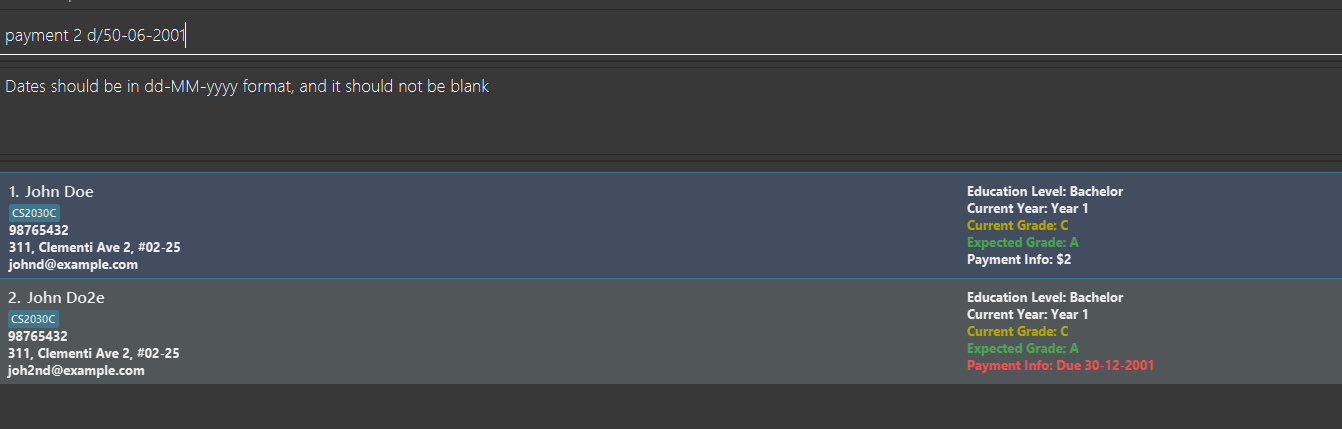 payment 2 d/50-06-2001
Dates should be in dd-MM-yyyy format, and it should not be blank
1. John Doe
CS2030C
98765432
311, Clementi Ave 2, #02-25
johnd@example.com
Education Level: Bachelor
Current Year: Year 1
Current Grade: C
Expected Grade: A
Payment Info: $2
2. John Do2e
CS2030C
98765432
311, Clementi Ave 2, #02-25
joh2nd@example.com
Education Level: Bachelor
Current Year: Year 1
Current Grade: C
Expected Grade: A
Payment Info: Due 30-12-2001